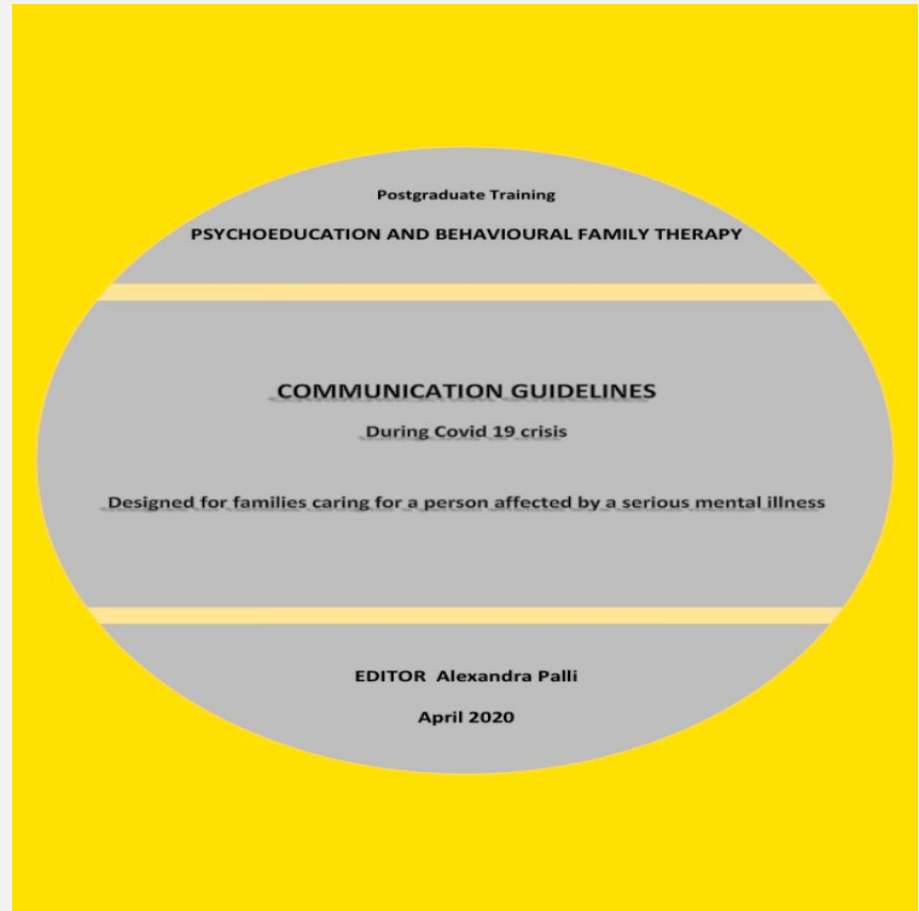 Postgraduate Training
PSYCHOEDUCATION AND BEHAVIOURAL FAMILY THERAPY
COMMUNICATION GUIDELINES
During Covid 19 crisis
Designed for families caring for a person affected by a serious mental illness
EDITOR Alexandra Palli
April 2020